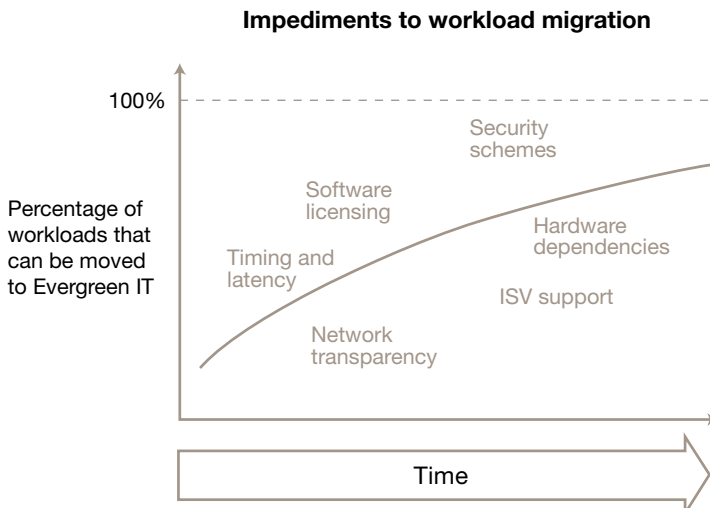 Impediments to workload migration
100%
Security
schemes
Software
licensing
Percentage of
workloads that
can be moved
to Evergreen IT
Hardware
dependencies
Timing and
latency
ISV support
Network
transparency
Time